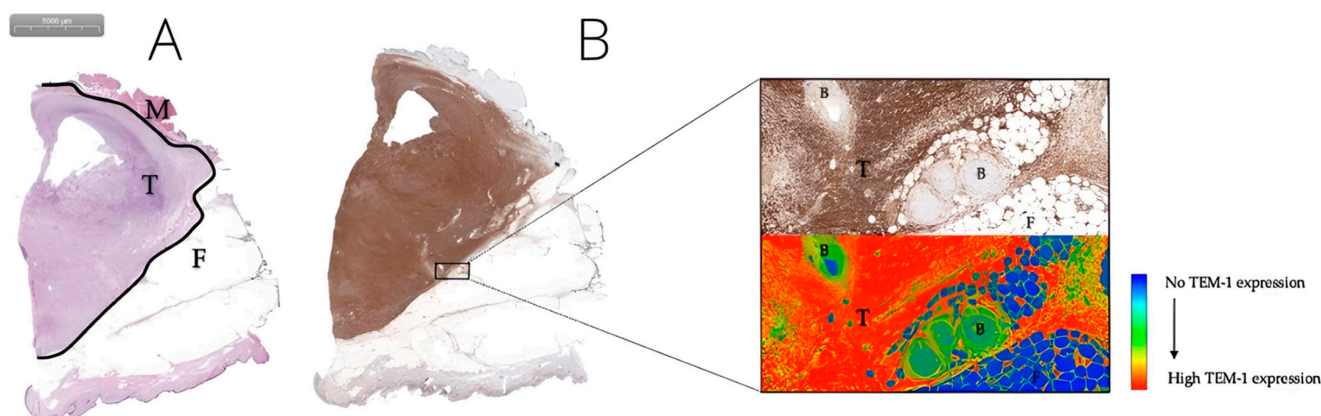 5000 µm
A
B
M
T
F
B
T
B
F
B
T
B
F
No TEM-1 expression
High TEM-1 expression